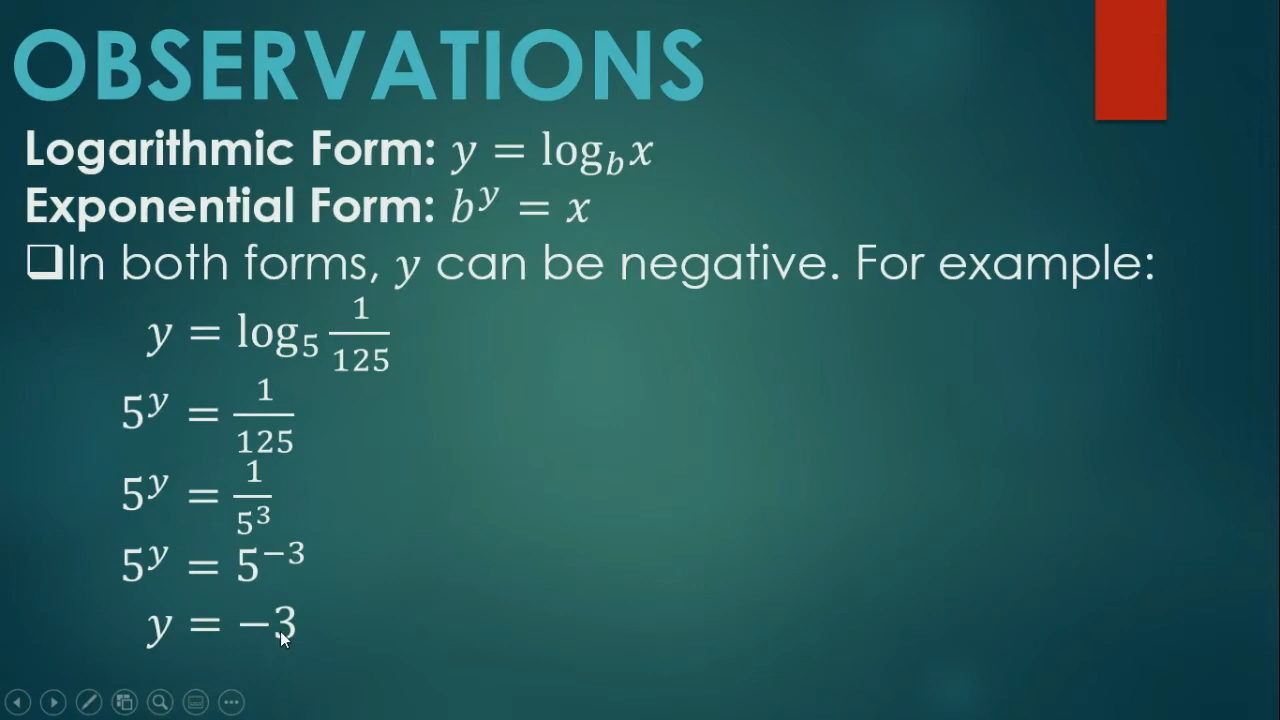 OBSERVATIONS
Logarithmic Form: y = log_b x
Exponential Form: b^y = x
❑In both forms, y can be negative. For example:
y = log_5 1/125
5^y = 1/125
5^y = 1/5^3
5^y = 5^−3
y = −3